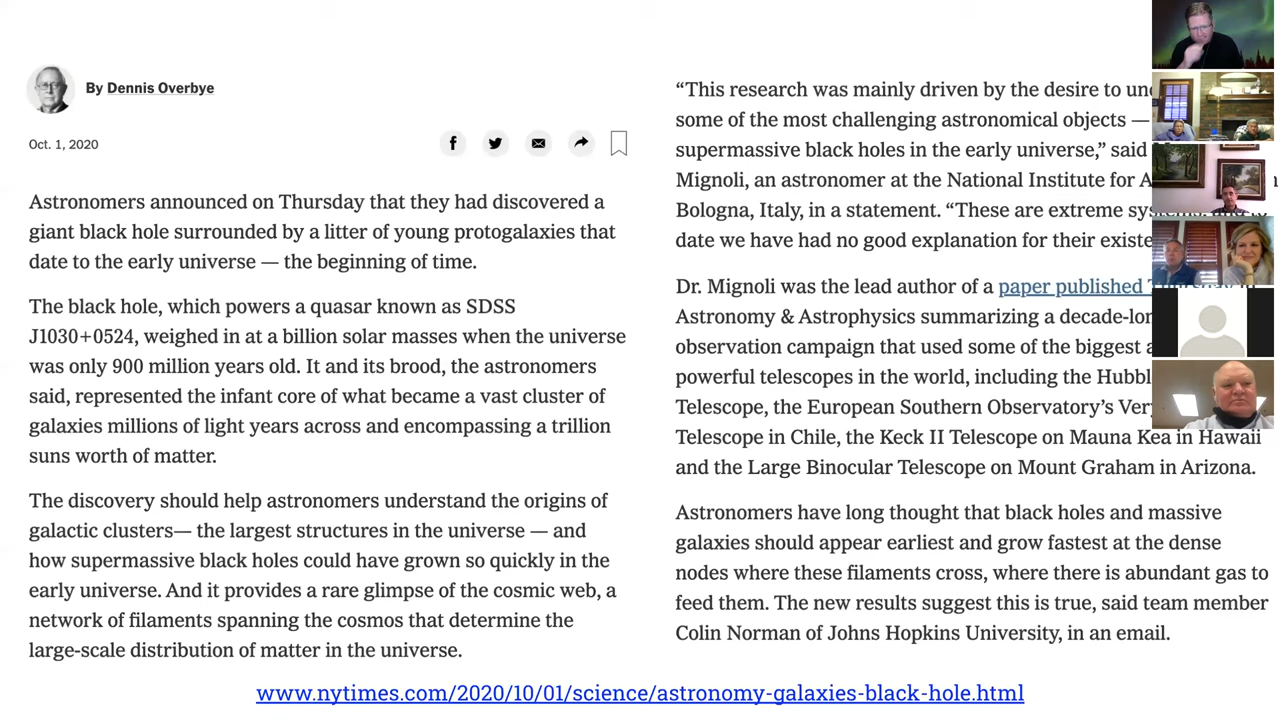 By Dennis Overbye
Oct. 1, 2020
Astronomers announced on Thursday that they had discovered a
giant black hole surrounded by a litter of young protogalaxies that
date to the early universe — the beginning of time.
The black hole, which powers a quasar known as SDSS
J1030+0524, weighed in at a billion solar masses when the universe
was only 900 million years old. It and its brood, the astronomers
said, represented the infant core of what became a vast cluster of
galaxies millions of light years across and encompassing a trillion
suns worth of matter.
The discovery should help astronomers understand the origins of
galactic clusters— the largest structures in the universe — and
how supermassive black holes could have grown so quickly in the
early universe. And it provides a rare glimpse of the cosmic web, a
network of filaments spanning the cosmos that determine the
large-scale distribution of matter in the universe.
“This research was mainly driven by the desire to
some of the most challenging astronomical objects —
supermassive black holes in the early universe,” said
Mignoli, an astronomer at the National Institute for
Bologna, Italy, in a statement. “These are extreme
date we have had no good explanation for their
Dr. Mignoli was the lead author of a paper published
Astronomy & Astrophysics summarizing a
observation campaign that used some of the biggest
powerful telescopes in the world, including the
Telescope, the European Southern Observatory’s
Telescope in Chile, the Keck II Telescope on Mauna Kea in Hawaii
and the Large Binocular Telescope on Mount Graham in Arizona.
Astronomers have long thought that black holes and massive
galaxies should appear earliest and grow fastest at the dense
nodes where these filaments cross, where there is abundant gas to
feed them. The new results suggest this is true, said team member
Colin Norman of Johns Hopkins University, in an email.
www.nytimes.com/2020/10/01/science/astronomy-galaxies-black-hole.html